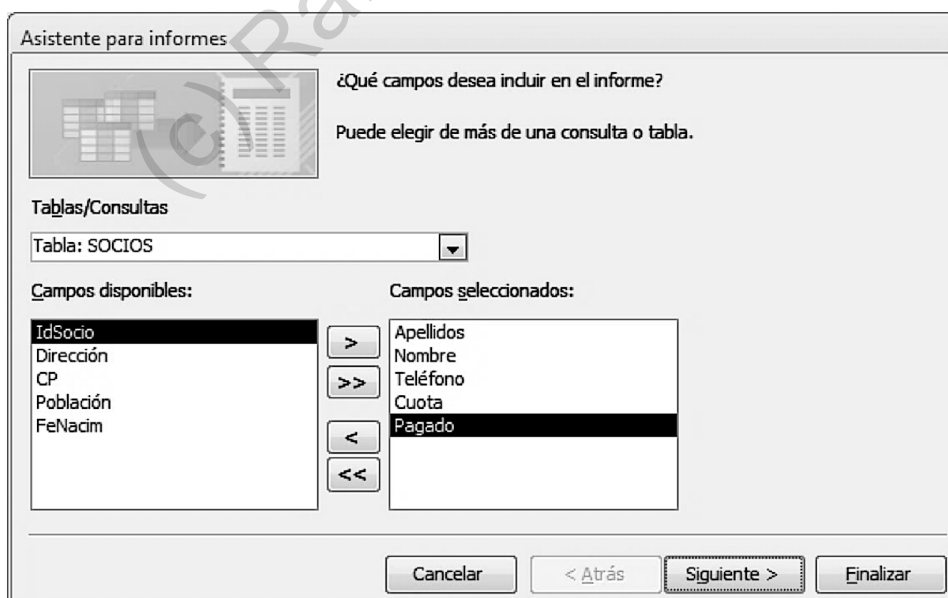 Asistente para informes
¿Qué campos desea incluir en el informe?
Puede elegir de más de una consulta o tabla.
Tablas/Consultas
Tabla: SOCIOS
Campos disponibles:
Campos seleccionados:
IdSocio
Dirección
CP
Población
FeNacim
>
>>
<
<<
Apellidos
Nombre
Teléfono
Cuota
Pagado
Cancelar
< Atrás
Siguiente >
Finalizar
(c) Ra